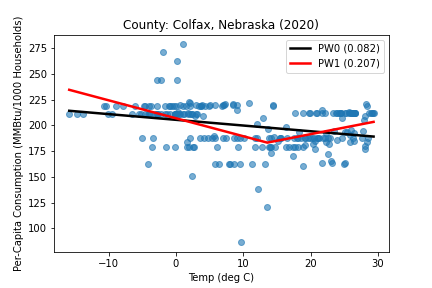 County: Colfax, Nebraska (2020)
Per-Capita Consumption (MMBtu/1000 Households)
275
250
225
200
175
150
125
100
PW0 (0.082)
PW1 (0.207)
−10
0
10
20
30
Temp (deg C)